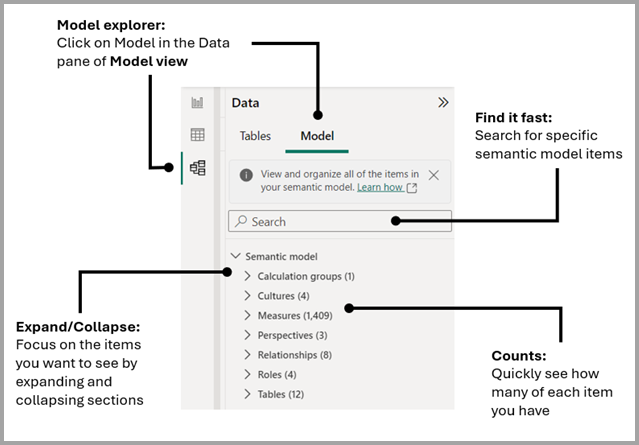 Model explorer:
Click on Model in the Data
pane of Model view
Data
Tables Model
View and organize all of the items in
your semantic model. Learn how
Search
Semantic model
Calculation groups (1)
Cultures (4)
Measures (1,409)
Perspectives (3)
Relationships (8)
Roles (4)
Tables (12)
Find it fast:
Search for specific
semantic model items
Expand/Collapse:
Focus on the items
you want to see by
expanding and
collapsing sections
Counts:
Quickly see how
many of each item
you have